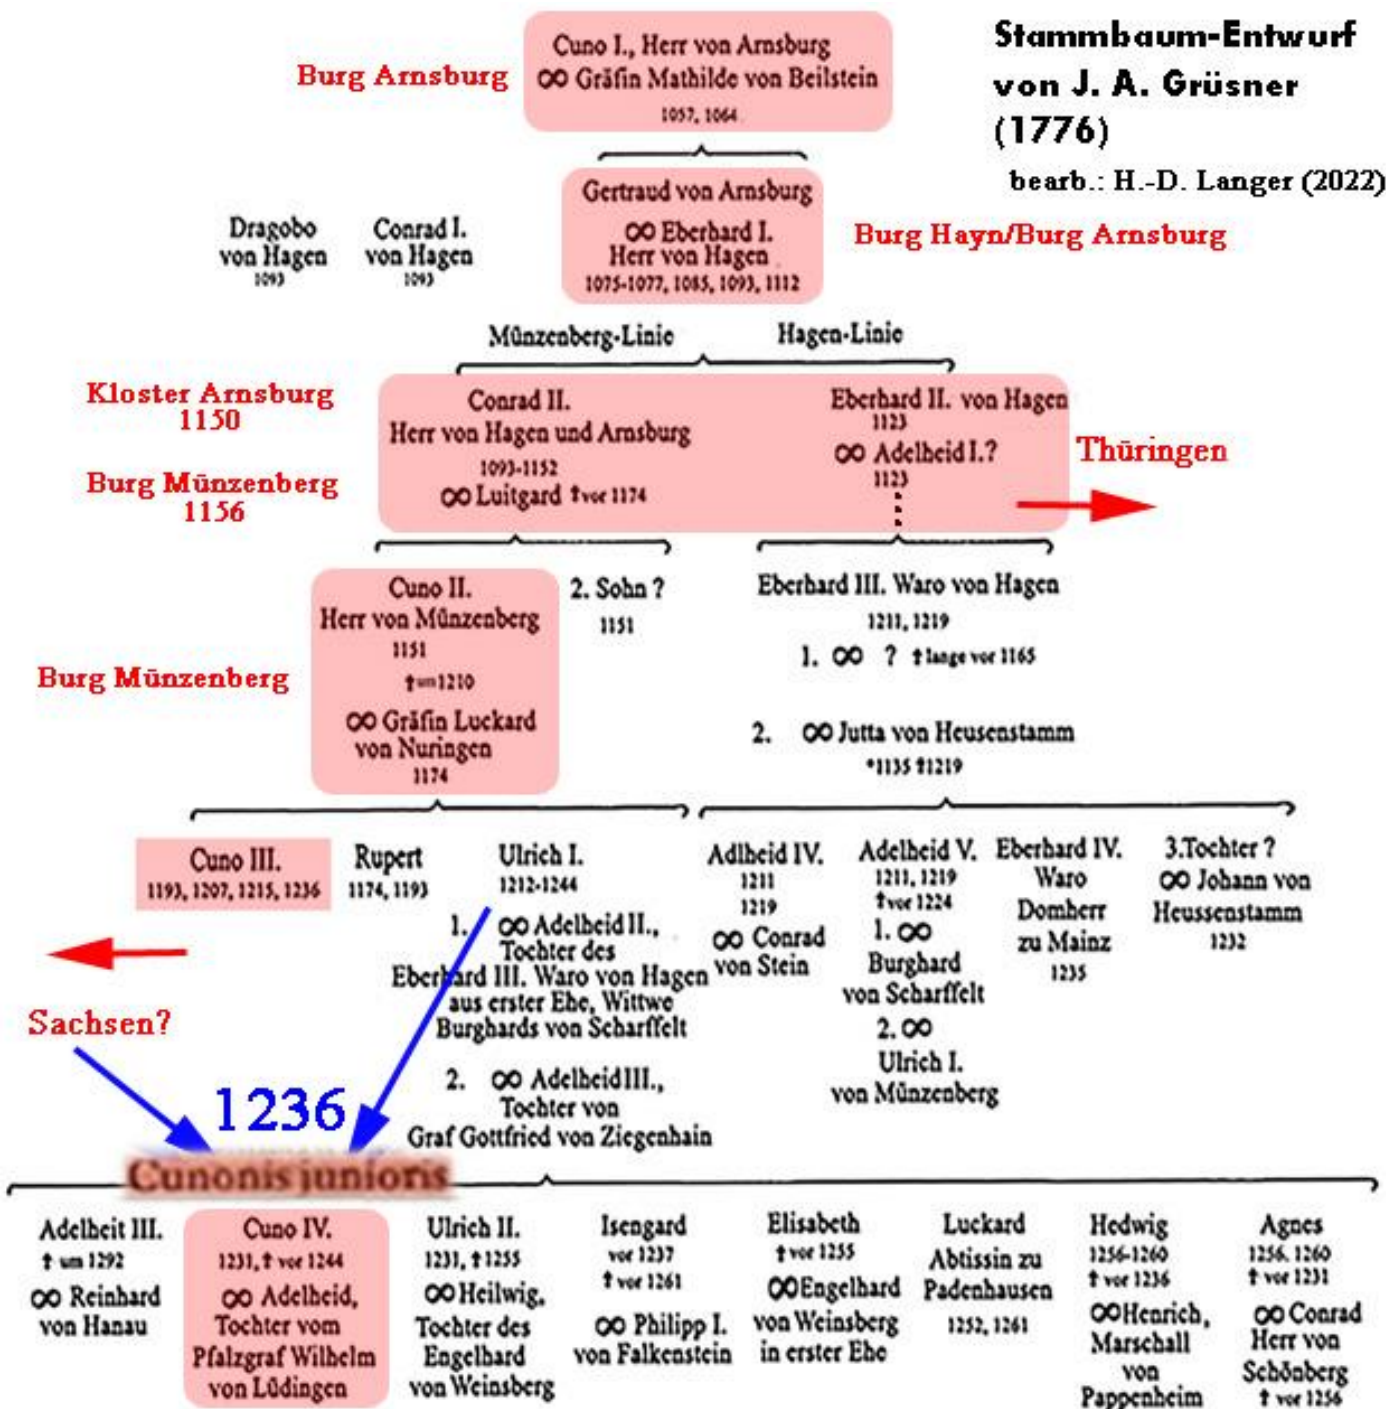 Stammbaum-Entwurf
von J. A. Grüsner
(1776)
bearb.: H.-D. Langer (2022)
Burg Arnsburg
Cuno I., Herr von Arnsburg
∞ Gräfin Mathilde von Beilstein
1057, 1064
Dragobo
von Hagen
1093
Conrad I.
von Hagen
1093
Gertraud von Arnsburg
∞ Eberhard I.
Herr von Hagen
1075-1077, 1085, 1093, 1112
Burg Hayn/Burg Arnsburg
Münzenberg-Linie
Hagen-Linie
Kloster Arnsburg
1150
Burg Münzenberg
1156
Conrad II.
Herr von Hagen und Arnsburg
1093-1152
∞ Luitgard † vor 1174
Eberhard II. von Hagen
1123
∞ Adelheid I.?
1123
Thüringen
Burg Münzenberg
Cuno II.
Herr von Münzenberg
1151
† um 1210
∞ Gräfin Luckard
von Nuringen
1174
2. Sohn ?
1151
Eberhard III. Waro von Hagen
1211, 1219
1. ∞ ? † lange vor 1165
2. ∞ Jutta von Heusenstamm
*1135 †1219
Cuno III.
1193, 1207, 1215, 1236
Rupert
1174, 1193
Ulrich I.
1212-1244
1. ∞ Adelheid II.,
Tochter des
Eberhard III. Waro von Hagen
aus erster Ehe, Wittwe
Burghards von Scharffelt
2. ∞ Adelheid III.,
Tochter von
Graf Gottfried von Ziegenhain
Adlheid IV.
1211
1219
∞ Conrad
von Stein
Adelheid V.
1211, 1219
† vor 1224
1. ∞
Burghard
von Scharffelt
2. ∞
Ulrich I.
von Münzenberg
Eberhard IV.
Waro
Domherr
zu Mainz
1235
3.Tochter ?
∞ Johann von
Heussenstamm
1232
Sachsen?
1236
Cunonis junioris
Adelheit III.
† um 1292
∞ Reinhard
von Hanau
Cuno IV.
1231, † vor 1244
∞ Adelheid,
Tochter vom
Pfalzgraf Wilhelm
von Lüdingen
Ulrich II.
1231, † 1255
∞ Heilwig,
Tochter des
Engelhard
von Weinsberg
Isengard
vor 1237
† vor 1261
∞ Philipp I.
von Falkenstein
Elisabeth
† vor 1255
∞ Engelhard
von Weinsberg
in erster Ehe
Luckard
Abtissin zu
Padenhausen
1252, 1261
Hedwig
1256-1260
† vor 1236
∞ Henrich,
Marschall
von
Pappenheim
Agnes
1256, 1260
† vor 1231
∞ Conrad
Herr von
Schönberg
† vor 1256